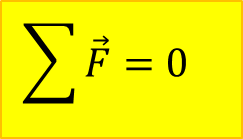 ∑ F⃗ = 0